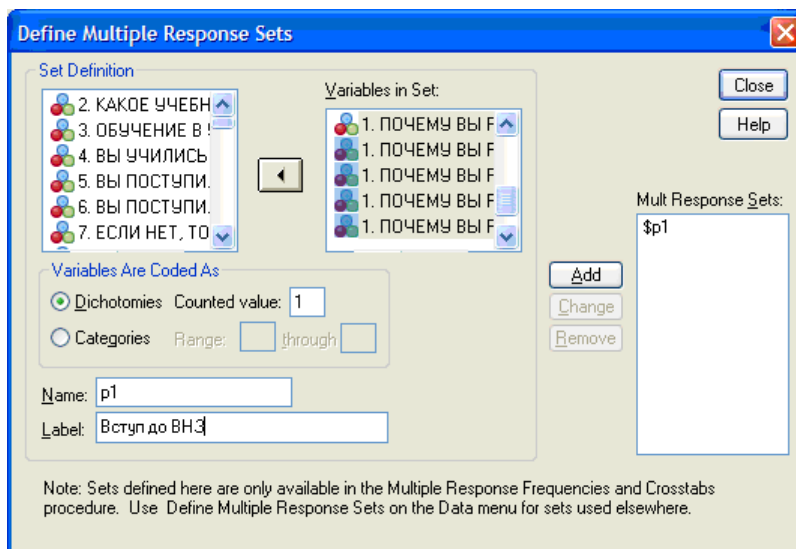 Define Multiple Response Sets
Set Definition
2. КАКОЕ УЧЕБН
3. ОБУЧЕНИЕ В
4. ВЫ УЧИЛИСЬ
5. ВЫ ПОСТУПИ.
6. ВЫ ПОСТУПИ.
7. ЕСЛИ НЕТ, ТО
Variables in Set:
1. ПОЧЕМУ ВЫ
1. ПОЧЕМУ ВЫ
1. ПОЧЕМУ ВЫ
1. ПОЧЕМУ ВЫ
1. ПОЧЕМУ ВЫ
Close
Help
Mult Response Sets:
$p1
Variables Are Coded As
Dichotomies Counted value: 1
Categories Range: through
Add
Change
Remove
Name: p1
Label: Вступ до ВНЗ
Note: Sets defined here are only available in the Multiple Response Frequencies and Crosstabs
procedure. Use Define Multiple Response Sets on the Data menu for sets used elsewhere.